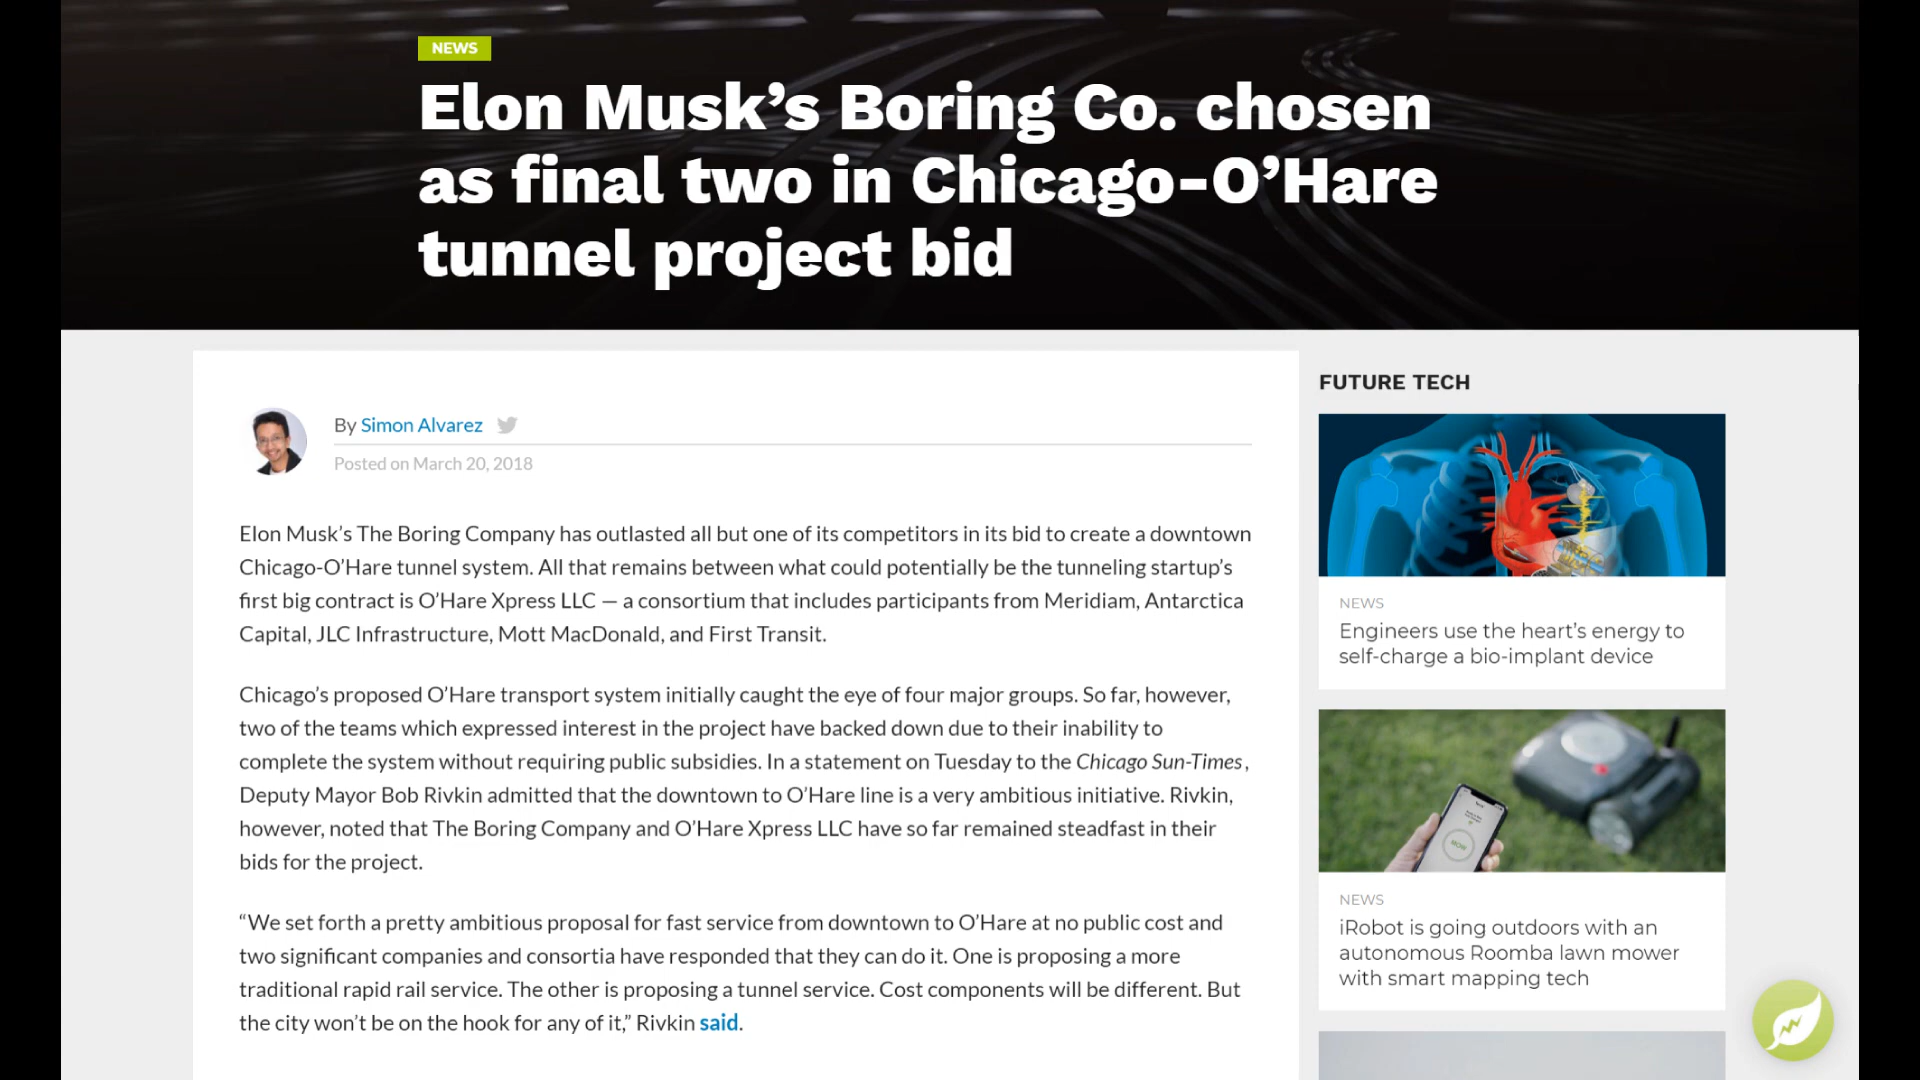 NEWS
Elon Musk’s Boring Co. chosen
as final two in Chicago-O’Hare
tunnel project bid
By Simon Alvarez
Posted on March 20, 2018
Elon Musk’s The Boring Company has outlasted all but one of its competitors in its bid to create a downtown
Chicago-O’Hare tunnel system. All that remains between what could potentially be the tunneling startup’s
first big contract is O’Hare Xpress LLC — a consortium that includes participants from Meridiam, Antarctica
Capital, JLC Infrastructure, Mott MacDonald, and First Transit.
Chicago’s proposed O’Hare transport system initially caught the eye of four major groups. So far, however,
two of the teams which expressed interest in the project have backed down due to their inability to
complete the system without requiring public subsidies. In a statement on Tuesday to the Chicago Sun-Times,
Deputy Mayor Bob Rivkin admitted that the downtown to O’Hare line is a very ambitious initiative. Rivkin,
however, noted that The Boring Company and O’Hare Xpress LLC have so far remained steadfast in their
bids for the project.
“We set forth a pretty ambitious proposal for fast service from downtown to O’Hare at no public cost and
two significant companies and consortia have responded that they can do it. One is proposing a more
traditional rapid rail service. The other is proposing a tunnel service. Cost components will be different. But
the city won’t be on the hook for any of it,” Rivkin said.
FUTURE TECH
NEWS
Engineers use the heart’s energy to
self-charge a bio-implant device
NEWS
iRobot is going outdoors with an
autonomous Roomba lawn mower
with smart mapping tech